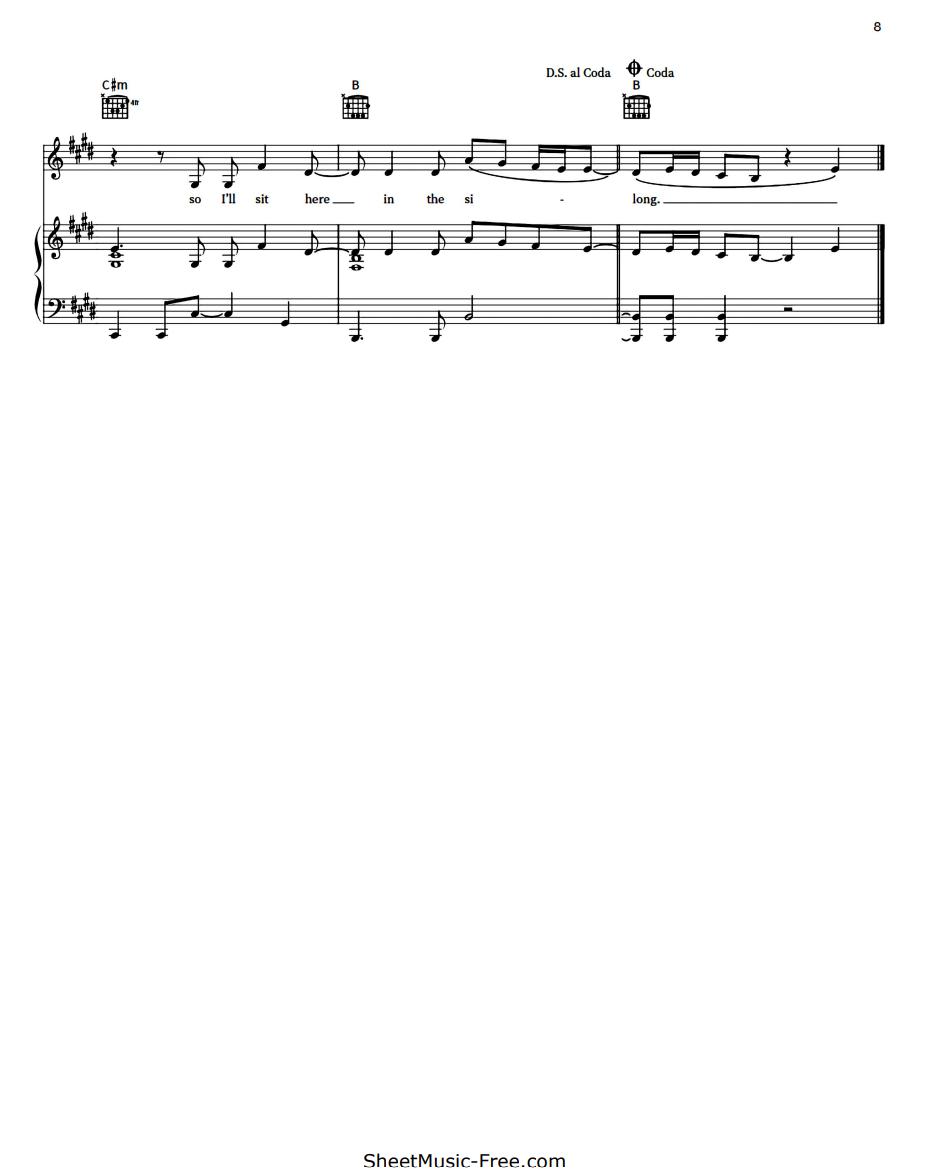 8
D.S. al Coda Coda
C♯m B B
4fr
so I'll sit here in the si - long.
SheetMusic-Free.com